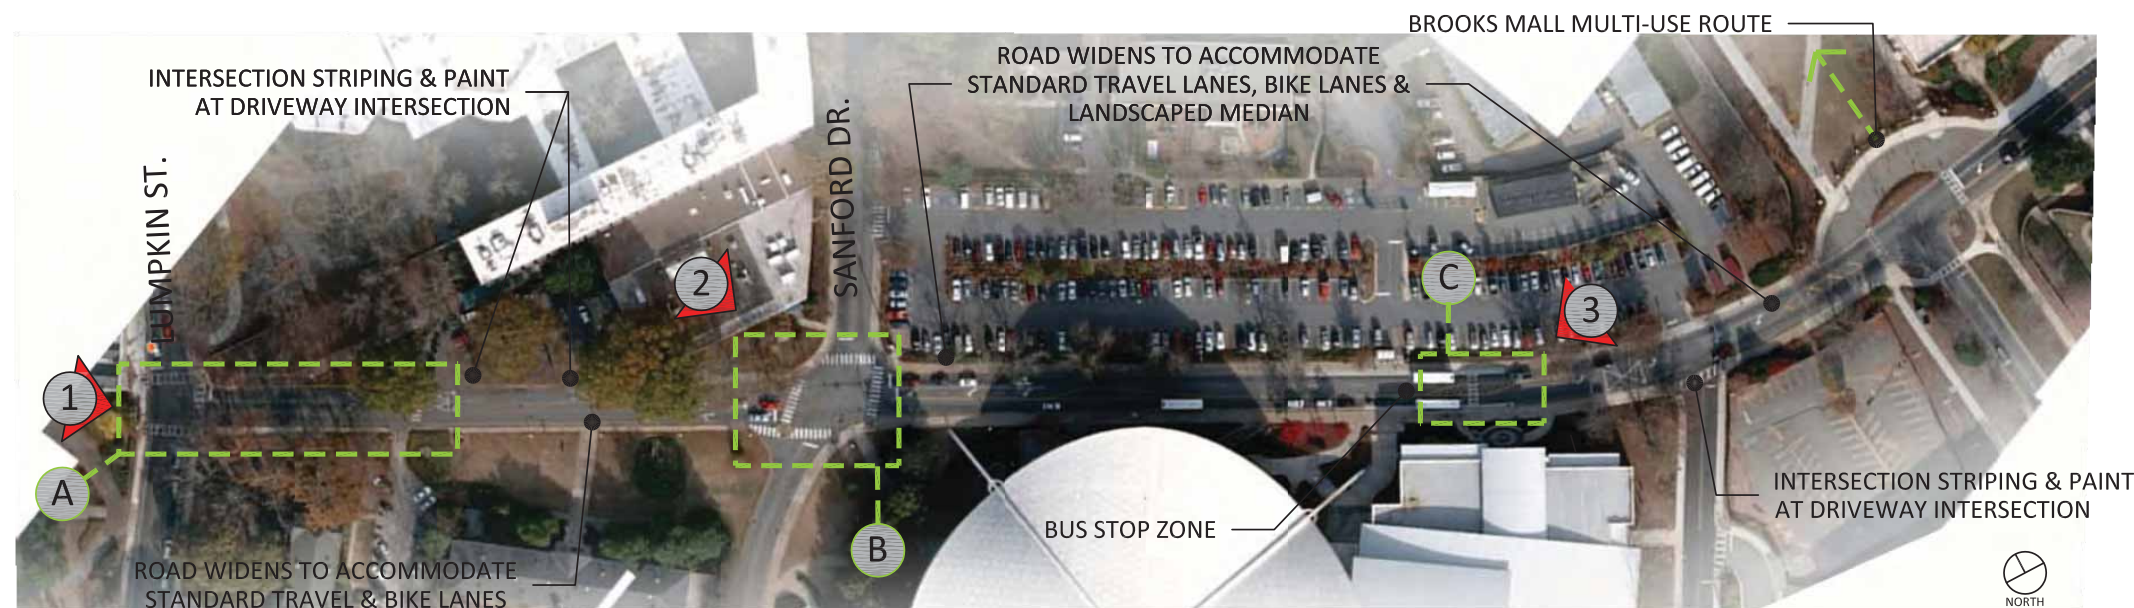 BROOKS MALL MULTI-USE ROUTE
ROAD WIDENS TO ACCOMMODATE
STANDARD TRAVEL LANES, BIKE LANES &
LANDSCAPED MEDIAN
INTERSECTION STRIPING & PAINT
AT DRIVEWAY INTERSECTION
LUMPKIN ST.
SANFORD DR.
2
C
3
1
A
B
BUS STOP ZONE
INTERSECTION STRIPING & PAINT
AT DRIVEWAY INTERSECTION
ROAD WIDENS TO ACCOMMODATE
STANDARD TRAVEL & BIKE LANES
NORTH